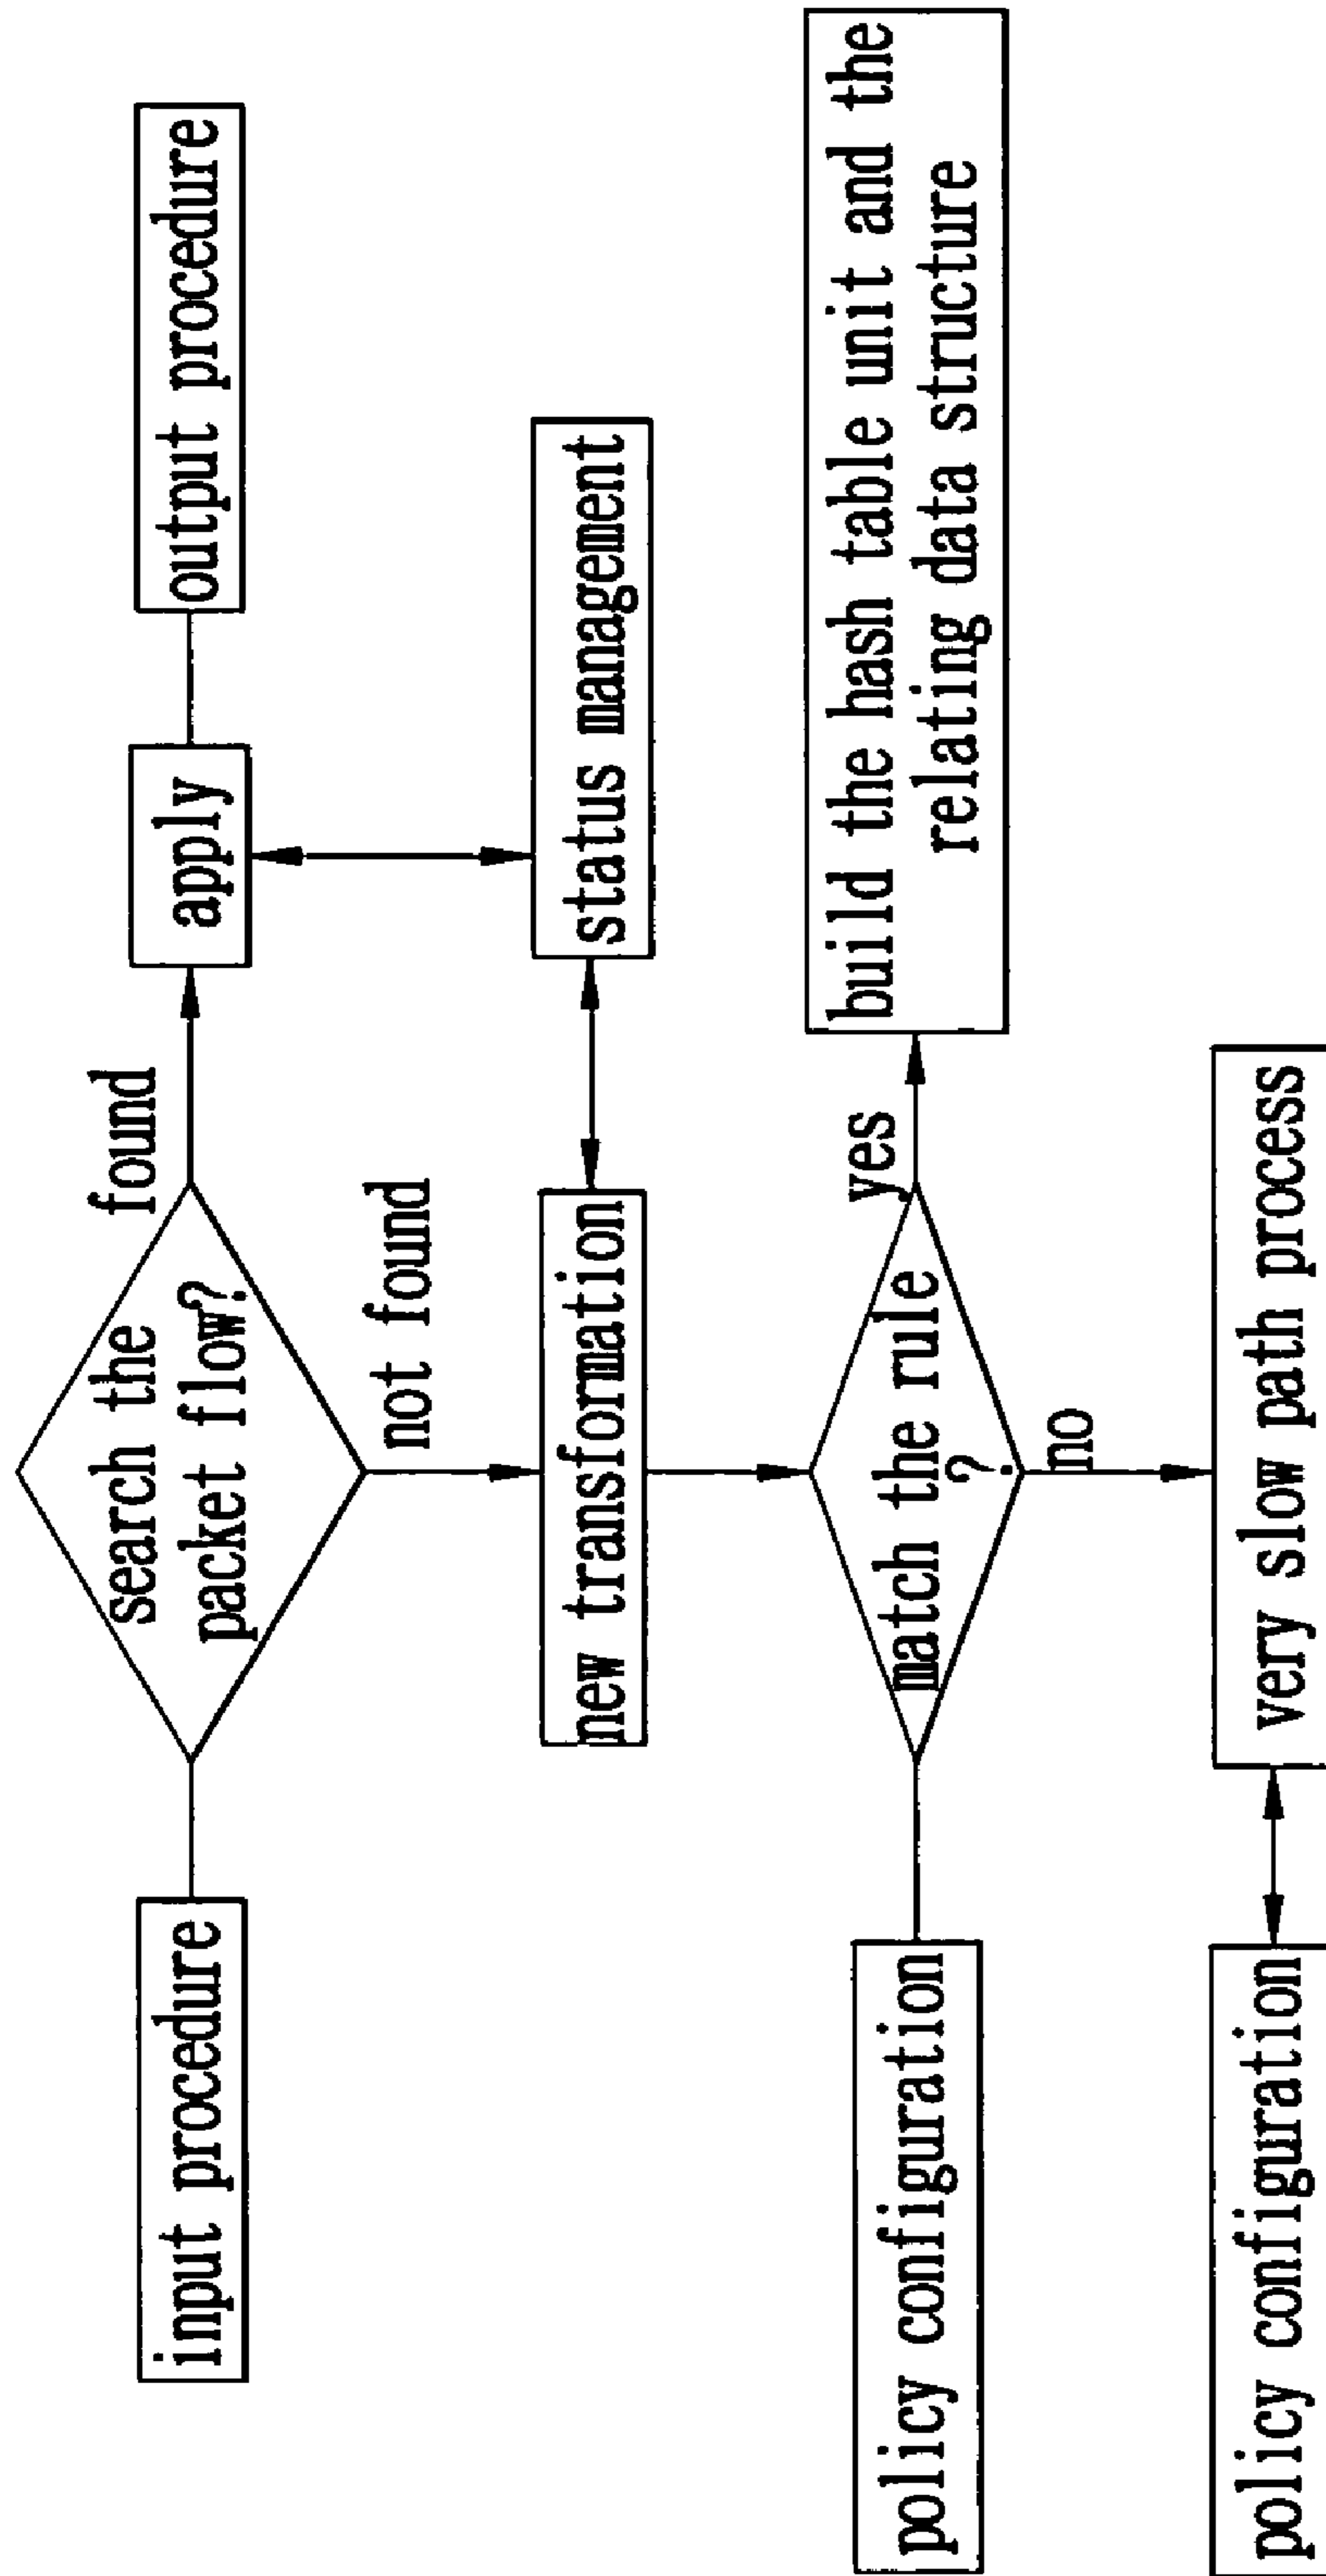 input procedure
search the
packet flow?
found
apply
output procedure
not found
new transformation
status management
policy configuration
match the rule
?
yes
build the hash table unit and the
relating data structure
no
policy configuration
very slow path process